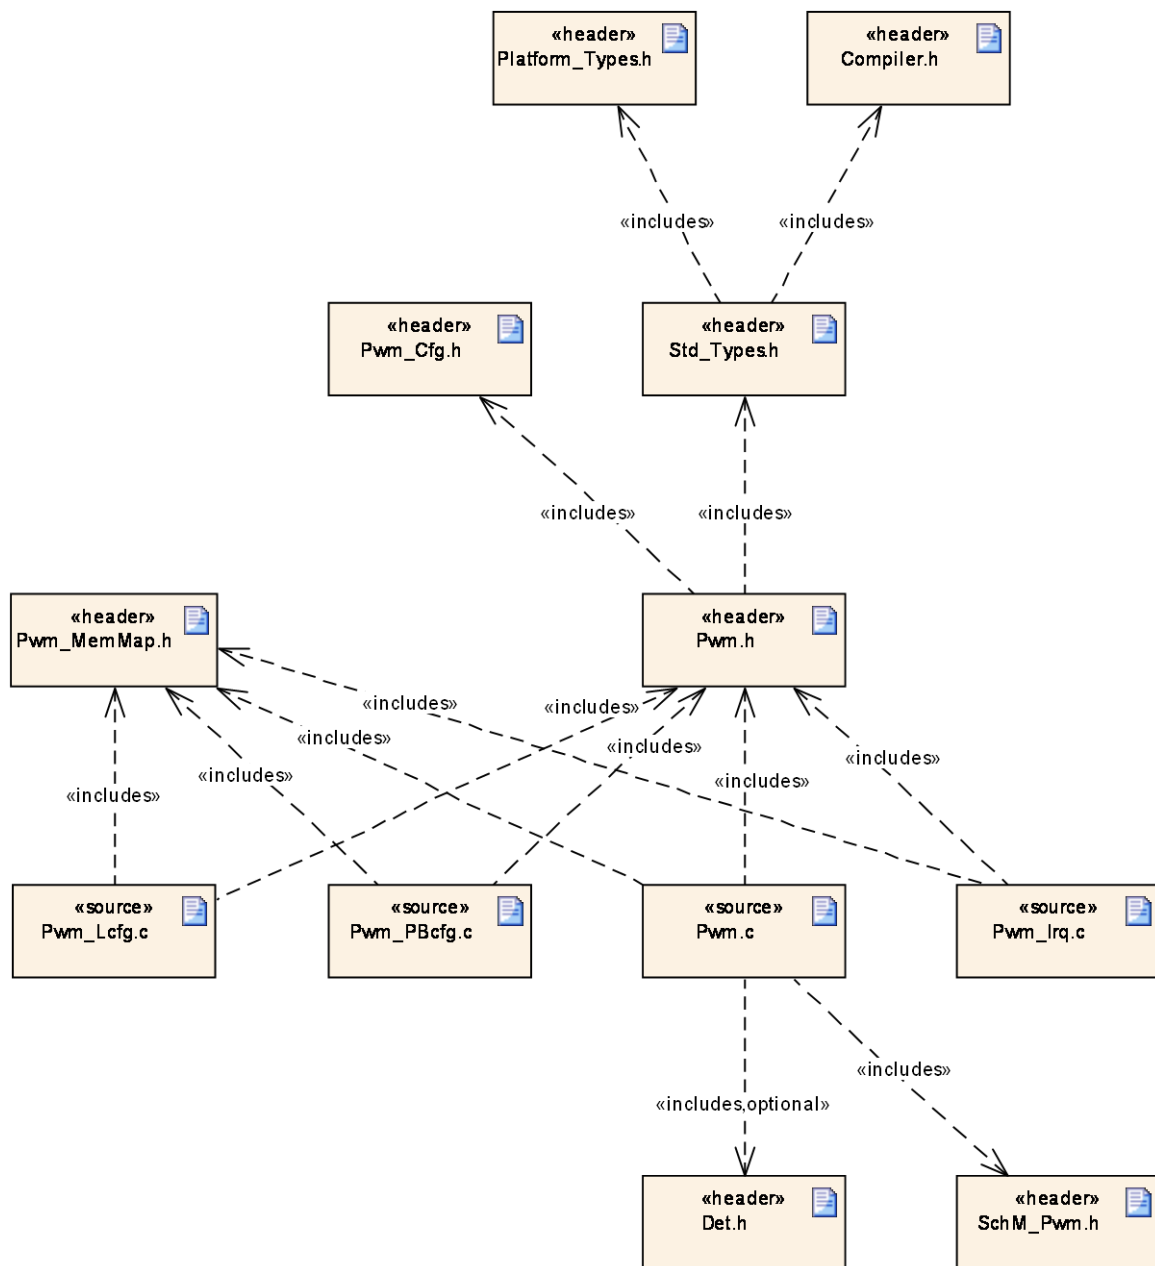 «header»
Platform_Types.h
«header»
Compiler.h
«includes»
«includes»
«header»
Pwm_Cfg.h
«header»
Std_Types.h
«includes»
«includes»
«header»
Pwm_MemMap.h
«header»
Pwm.h
«includes»
«includes»
«includes»
«includes»
«includes»
«includes»
«includes»
«includes»
«source»
Pwm_Lcfg.c
«source»
Pwm_PBcfg.c
«source»
Pwm.c
«source»
Pwm_Irq.c
«includes»
«includes,optional»
«header»
Det.h
«header»
SchM_Pwm.h